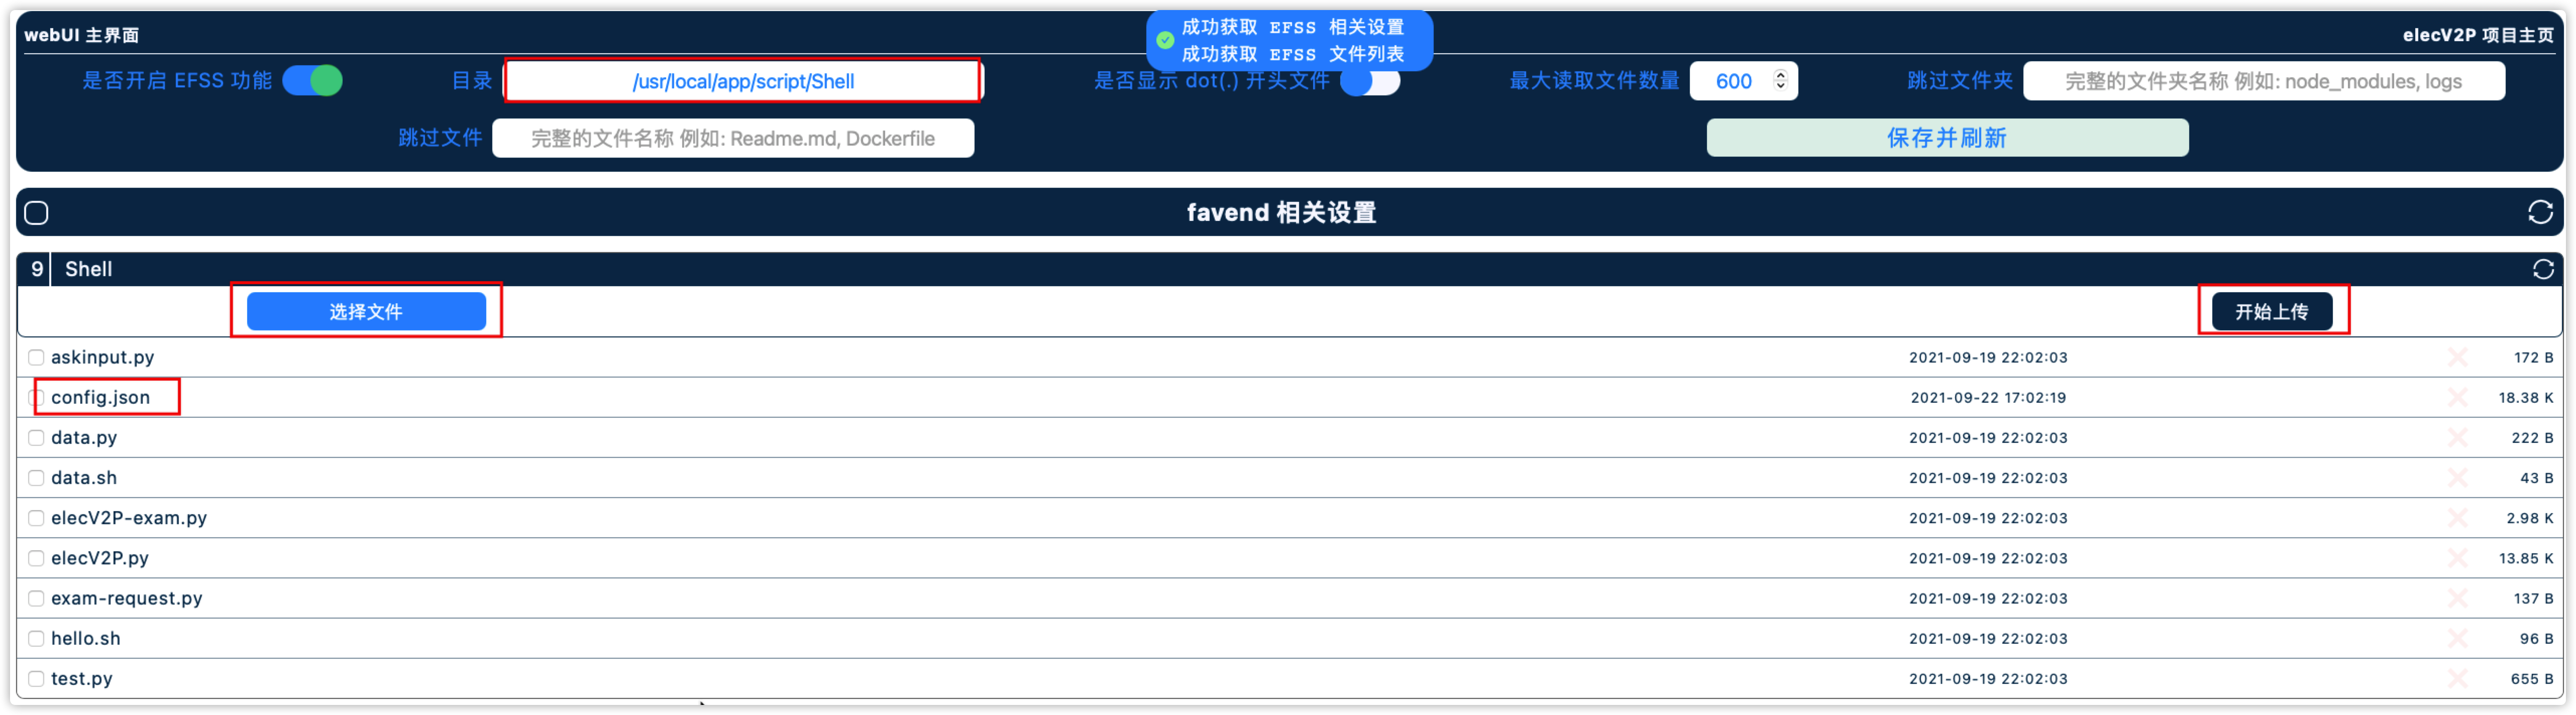 webUI 主界面
成功获取 EFSS 相关设置
成功获取 EFSS 文件列表
elecV2P 项目主页
是否开启 EFSS 功能
目录 /usr/local/app/script/Shell
是否显示 dot(.) 开头文件
最大读取文件数量 600
跳过文件夹 完整的文件夹名称 例如: node_modules, logs
跳过文件 完整的文件名称 例如: Readme.md, Dockerfile
保存并刷新
favend 相关设置
9 Shell
选择文件 开始上传
askinput.py 2021-09-19 22:02:03 172 B
config.json 2021-09-22 17:02:19 18.38 K
data.py 2021-09-19 22:02:03 222 B
data.sh 2021-09-19 22:02:03 43 B
elecV2P-exam.py 2021-09-19 22:02:03 2.98 K
elecV2P.py 2021-09-19 22:02:03 13.85 K
exam-request.py 2021-09-19 22:02:03 137 B
hello.sh 2021-09-19 22:02:03 96 B
test.py 2021-09-19 22:02:03 655 B